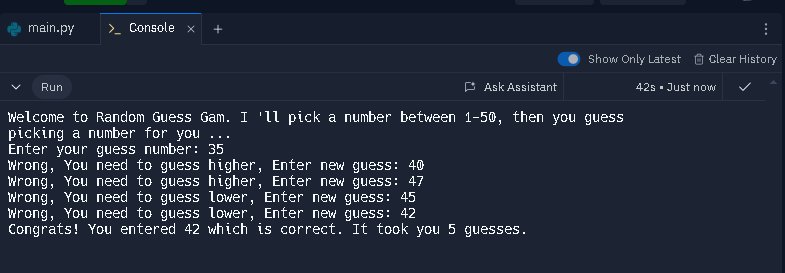 main.py
Console
Show Only Latest
Clear History
Run
Ask Assistant
42s • Just now
Welcome to Random Guess Gam. I 'll pick a number between 1-50, then you guess
picking a number for you ...
Enter your guess number: 35
Wrong, You need to guess higher, Enter new guess: 40
Wrong, You need to guess higher, Enter new guess: 47
Wrong, You need to guess lower, Enter new guess: 45
Wrong, You need to guess lower, Enter new guess: 42
Congrats! You entered 42 which is correct. It took you 5 guesses.